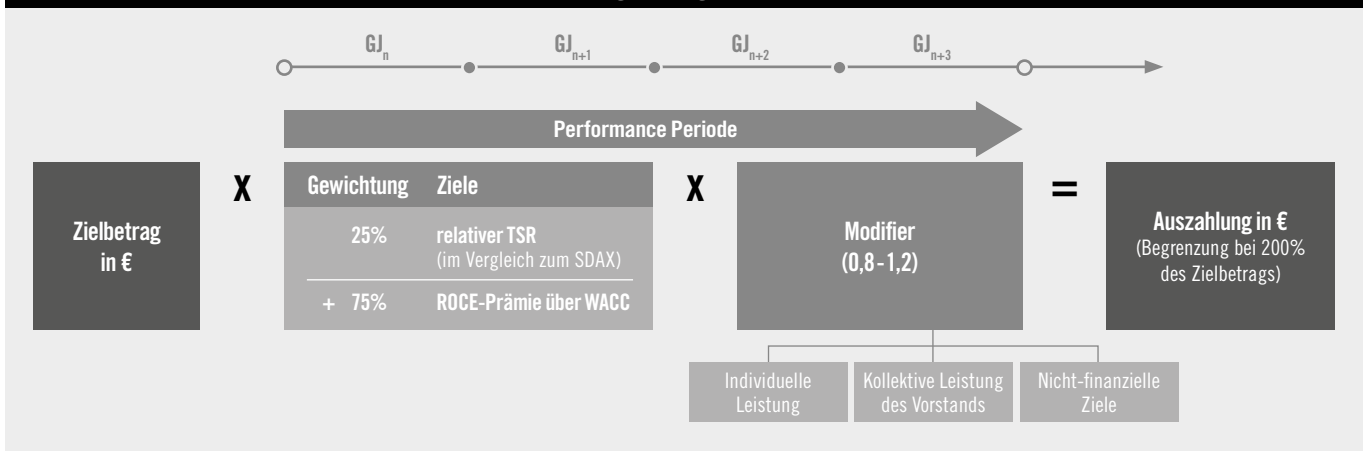 GJn
GJn+1
GJn+2
GJn+3
Performance Periode
Zielbetrag
in €
X
Gewichtung Ziele
25% relativer TSR
(im Vergleich zum SDAX)
+ 75% ROCE-Prämie über WACC
X
Modifier
(0,8-1,2)
=
Auszahlung in €
(Begrenzung bei 200%
des Zielbetrags)
Individuelle
Leistung
Kollektive Leistung
des Vorstands
Nicht-finanzielle
Ziele